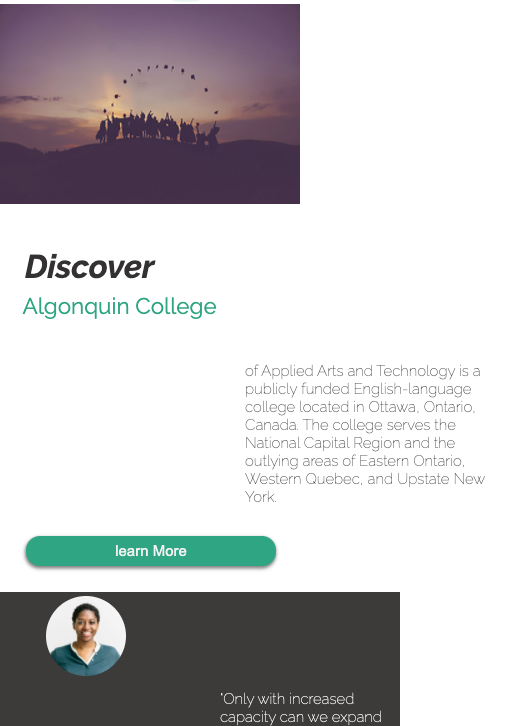 Discover
Algonquin College
of Applied Arts and Technology is a
publicly funded English-language
college located in Ottawa, Ontario,
Canada. The college serves the
National Capital Region and the
outlying areas of Eastern Ontario,
Western Quebec, and Upstate New
York.
learn More
"Only with increased
capacity can we expand